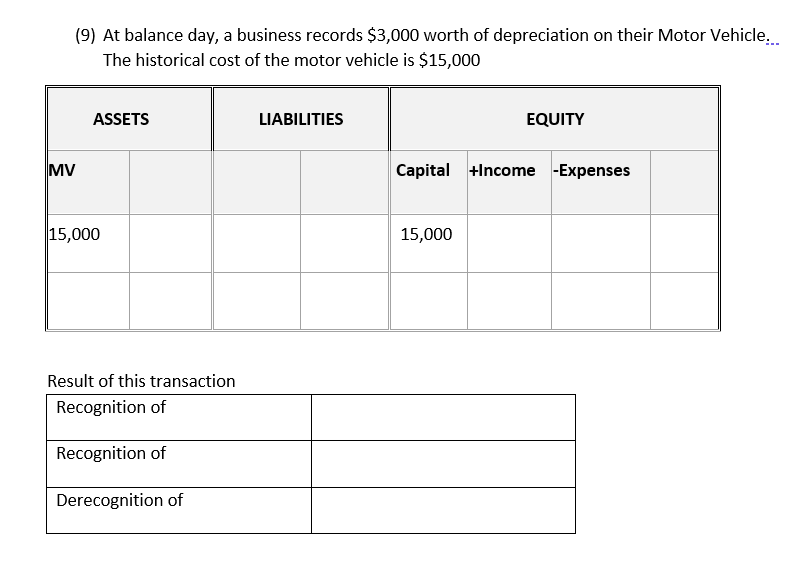 (9) At balance day, a business records $3,000 worth of depreciation on their Motor Vehicle.
The historical cost of the motor vehicle is $15,000
ASSETS LIABILITIES EQUITY
MV Capital +Income -Expenses
15,000 15,000
Result of this transaction
Recognition of
Recognition of
Derecognition of